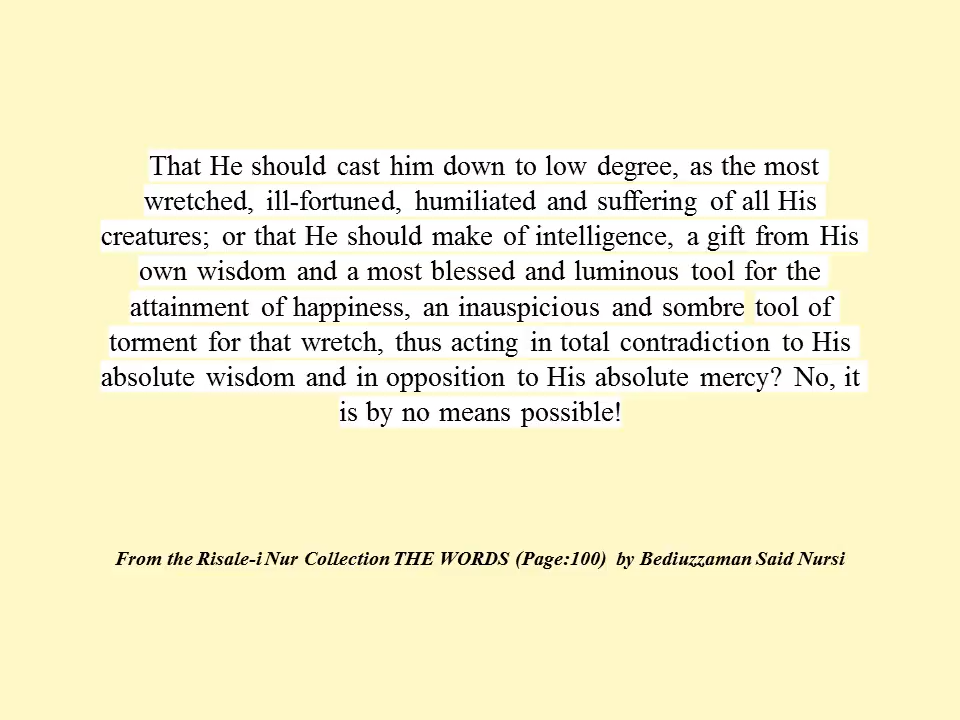 That He should cast him down to low degree, as the most
wretched, ill-fortuned, humiliated and suffering of all His
creatures; or that He should make of intelligence, a gift from His
own wisdom and a most blessed and luminous tool for the
attainment of happiness, an inauspicious and sombre tool of
torment for that wretch, thus acting in total contradiction to His
absolute wisdom and in opposition to His absolute mercy? No, it
is by no means possible!
From the Risale-i Nur Collection THE WORDS (Page:100) by Bediuzzaman Said Nursi